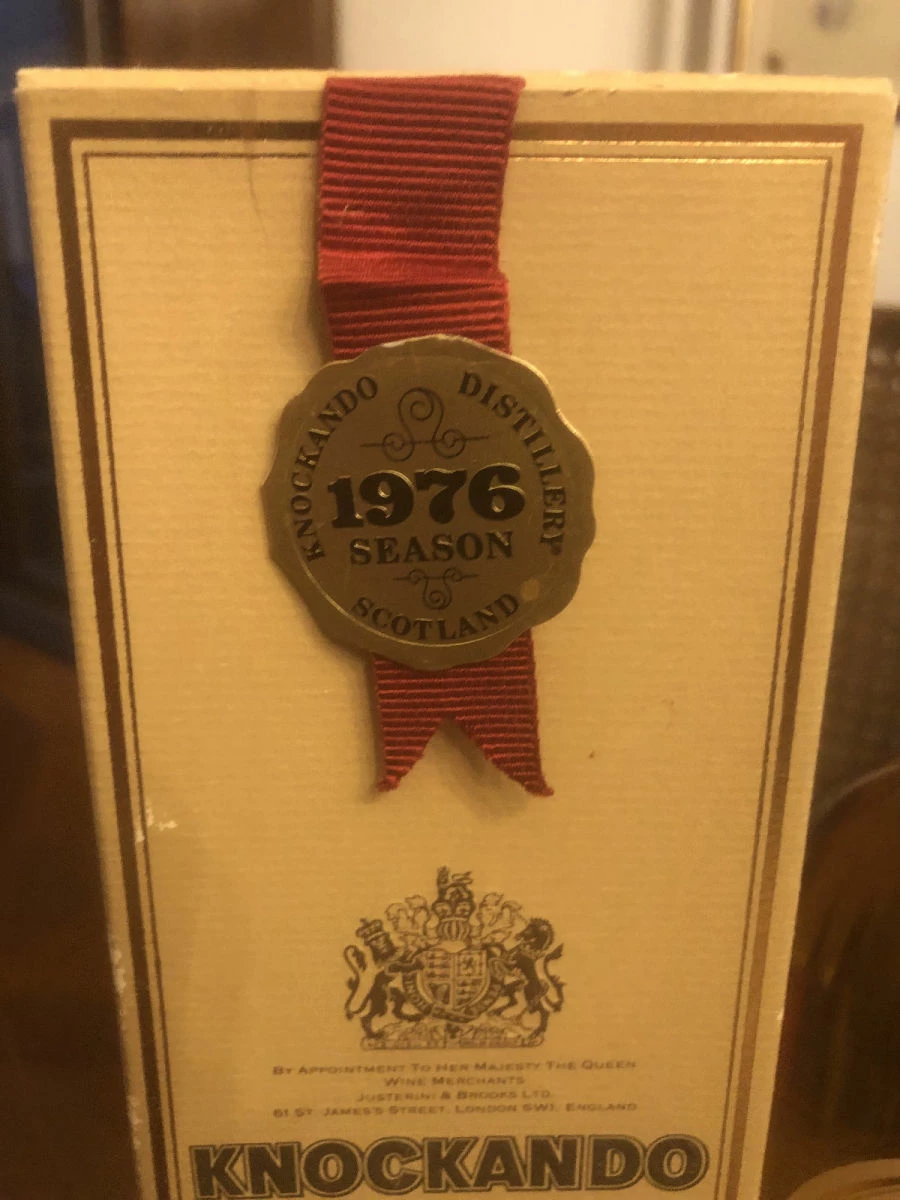 KNOCKANDO DISTILLERY
1976
SEASON
SCOTLAND
BY APPOINTMENT TO HER MAJESTY THE QUEEN
WINE MERCHANTS
JUSTERINI & BROOKS LTD.
61 ST. JAMES'S STREET, LONDON SW1, ENGLAND
KNOCKANDO